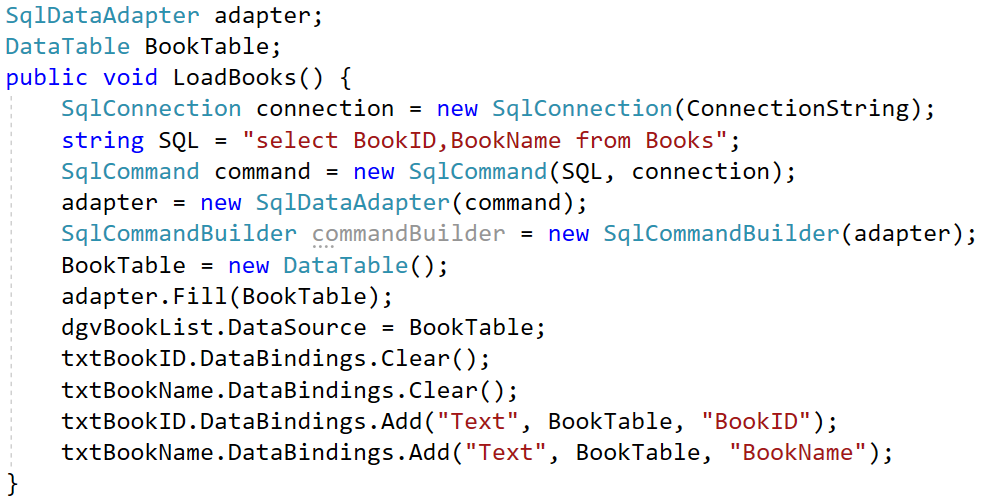 SqlDataAdapter adapter;
DataTable BookTable;
public void LoadBooks() {
    SqlConnection connection = new SqlConnection(ConnectionString);
    string SQL = "select BookID,BookName from Books";
    SqlCommand command = new SqlCommand(SQL, connection);
    adapter = new SqlDataAdapter(command);
    SqlCommandBuilder commandBuilder = new SqlCommandBuilder(adapter);
    BookTable = new DataTable();
    adapter.Fill(BookTable);
    dgvBookList.DataSource = BookTable;
    txtBookID.DataBindings.Clear();
    txtBookName.DataBindings.Clear();
    txtBookID.DataBindings.Add("Text", BookTable, "BookID");
    txtBookName.DataBindings.Add("Text", BookTable, "BookName");
}